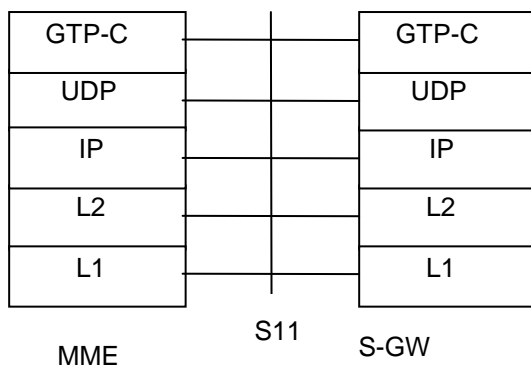 GTP-C GTP-C
UDP UDP
IP IP
L2 L2
L1 L1
S11
MME S-GW